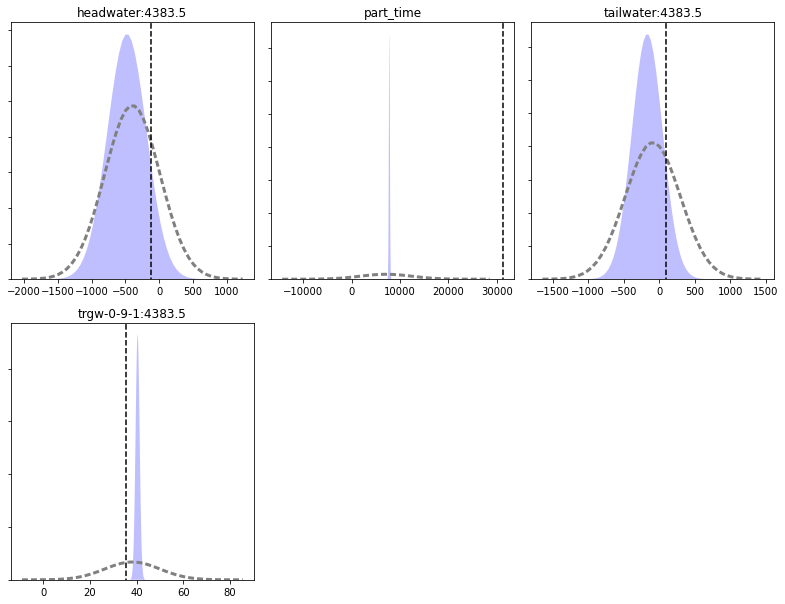 headwater:4383.5
−2000 −1500 −1000 −500 0 500 1000
part_time
−10000 0 10000 20000 30000
tailwater:4383.5
−1500 −1000 −500 0 500 1000 1500
trgw-0-9-1:4383.5
0 20 40 60 80